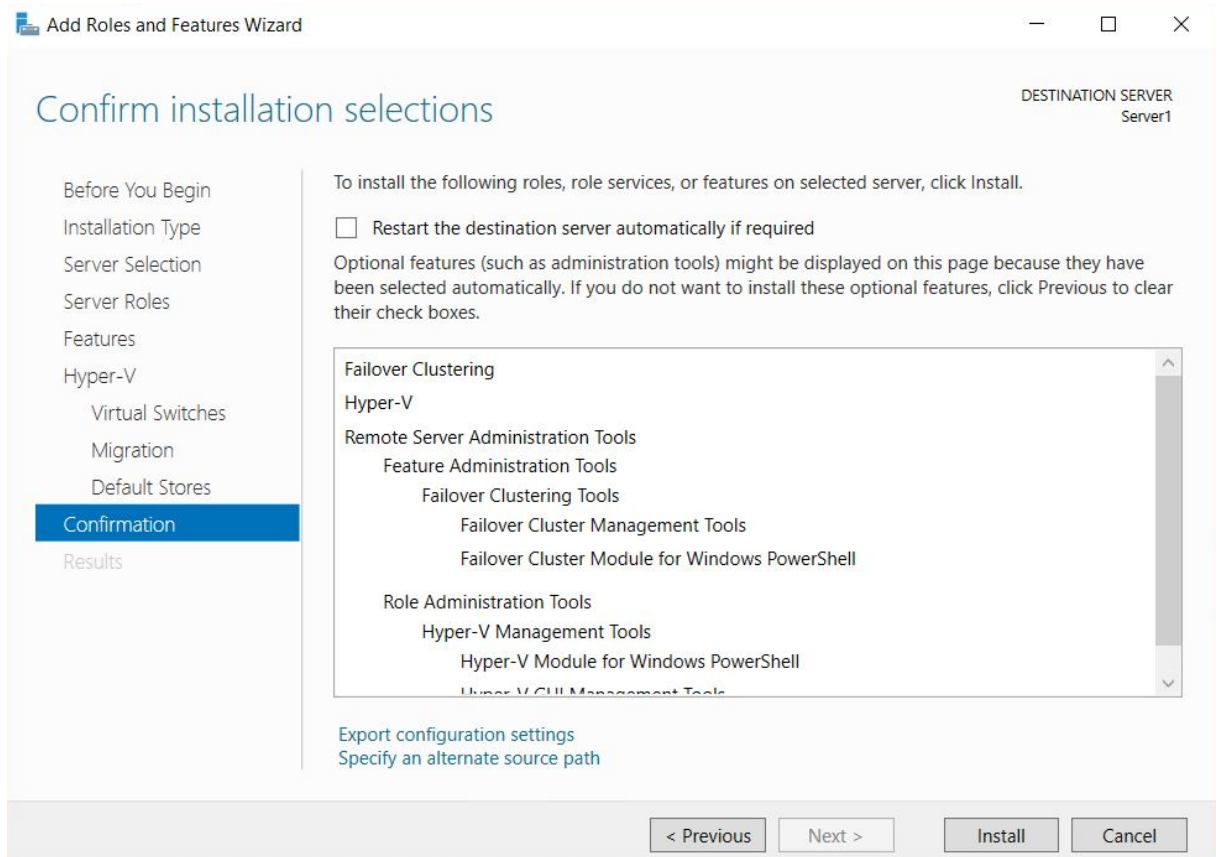 Add Roles and Features Wizard
Confirm installation selections
DESTINATION SERVER
Server1
Before You Begin
Installation Type
Server Selection
Server Roles
Features
Hyper-V
Virtual Switches
Migration
Default Stores
Confirmation
Results
To install the following roles, role services, or features on selected server, click Install.
Restart the destination server automatically if required
Optional features (such as administration tools) might be displayed on this page because they have
been selected automatically. If you do not want to install these optional features, click Previous to clear
their check boxes.
Failover Clustering
Hyper-V
Remote Server Administration Tools
Feature Administration Tools
Failover Clustering Tools
Failover Cluster Management Tools
Failover Cluster Module for Windows PowerShell
Role Administration Tools
Hyper-V Management Tools
Hyper-V Module for Windows PowerShell
Hyper-V GUI Management Tools
Export configuration settings
Specify an alternate source path
< Previous
Next >
Install
Cancel